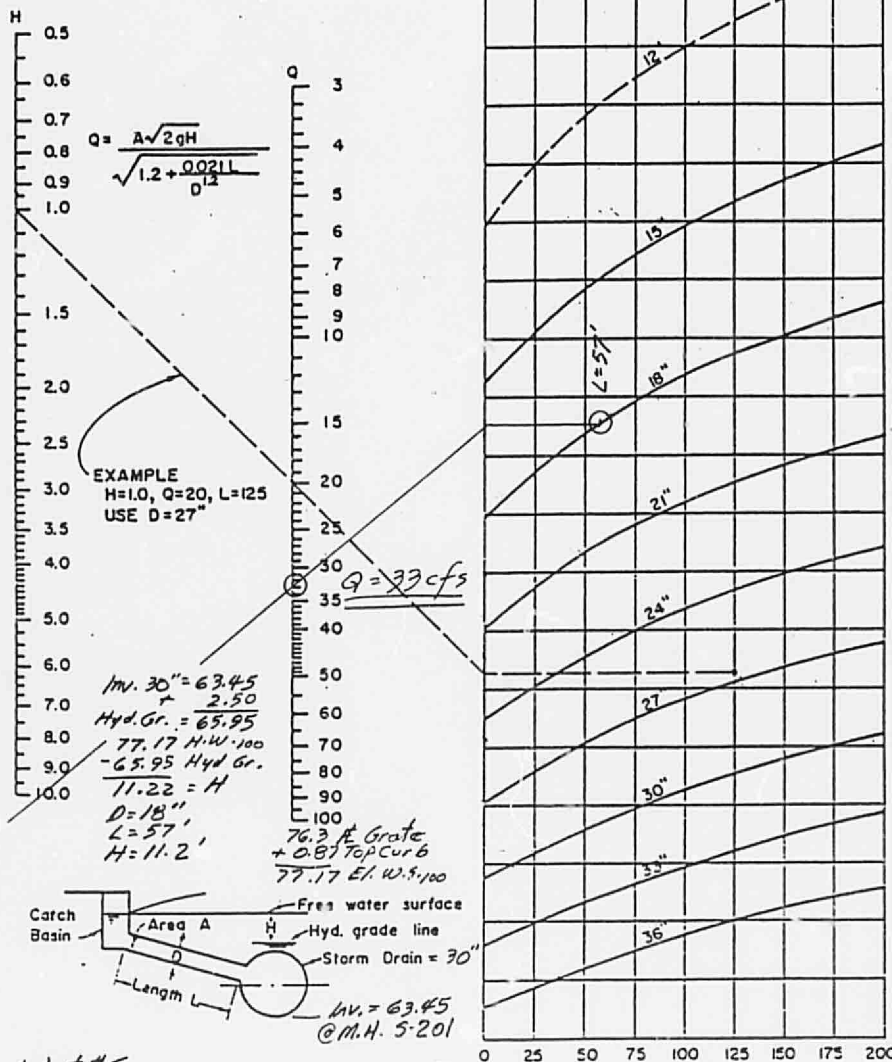 H
0.5
0.6
0.7
0.8
0.9
1.0
1.5
2.0
2.5
3.0
3.5
4.0
5.0
6.0
7.0
8.0
9.0
10.0
Q = A√2gH / √1.2 + 0.021L / D^1.2
EXAMPLE
H=1.0, Q=20, L=125
USE D=27"
Q
3
4
5
6
7
8
9
10
15
20
25
30
35
40
50
60
70
80
90
100
Q = 33 cfs
Inv. 30" = 63.45
+ 2.50
Hyd. Gr. = 65.95
77.17 H.W.100
-65.95 Hyd Gr.
11.22 = H
D=18"
L=57'
H=11.2'
76.3 Grate
+ 0.87 Top Curb
77.17 El. W.S.100
Catch
Basin
Area A
D
Length L
H
Free water surface
Hyd. grade line
Storm Drain = 30"
Inv. = 63.45
@ M.H. S-201
12"
15"
L=57'
18"
21"
24"
27"
30"
33"
36"
0 25 50 75 100 125 150 175 200